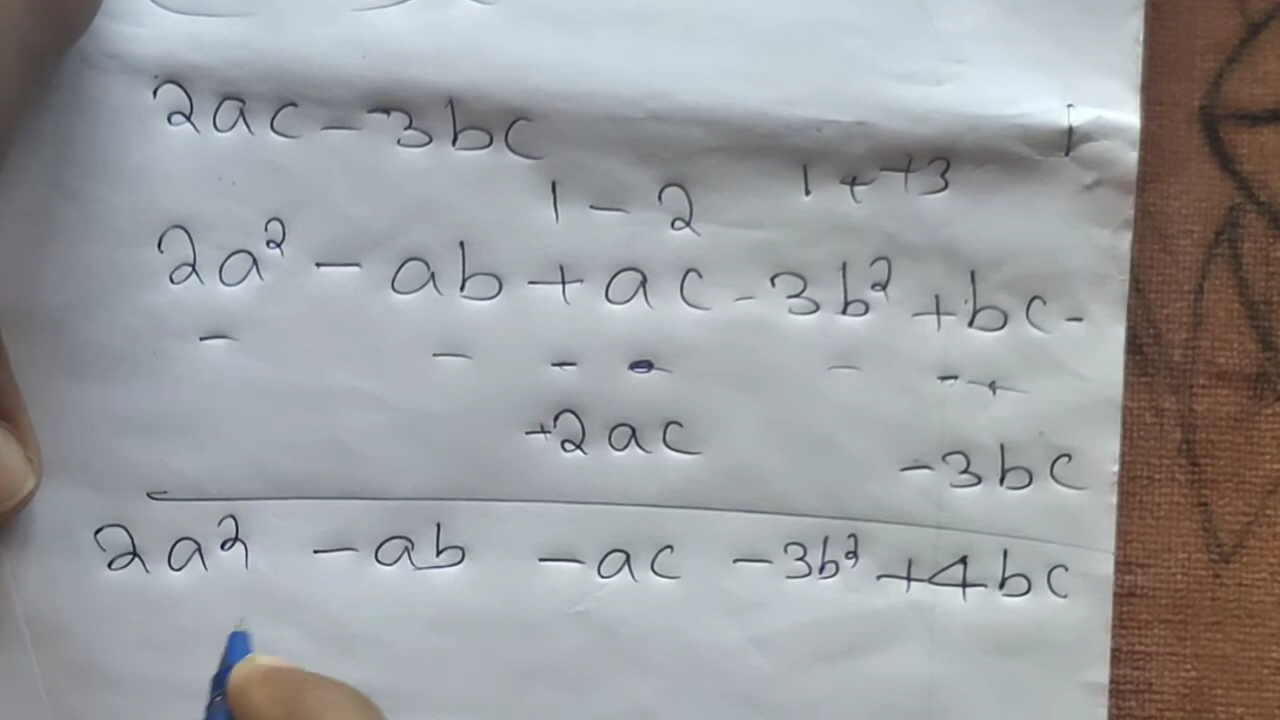 2ac-3bc
1-2 1++3
2a² - ab + ac - 3b² + bc -
- - - - - - +
+2ac -3bc
2a² -ab -ac -3b² +4bc